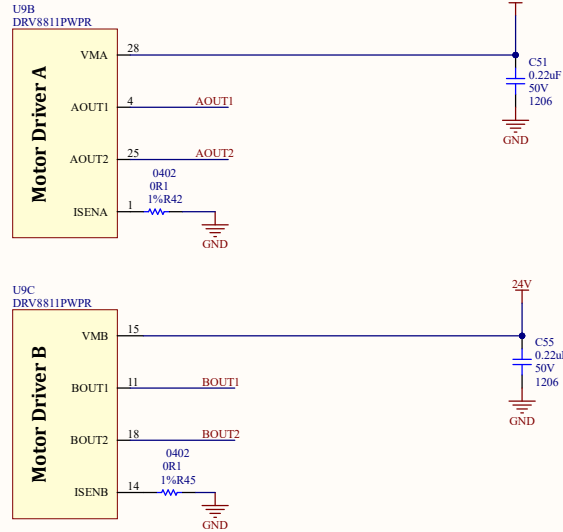 U9B
DRV8811PWPR
Motor Driver A
VMA
28
AOUT1
4
AOUT1
AOUT2
25
AOUT2
ISENA
1
0402
0R1
1%R42
GND
C51
0.22uF
50V
1206
GND
U9C
DRV8811PWPR
Motor Driver B
VMB
15
BOUT1
11
BOUT1
BOUT2
18
BOUT2
ISENB
14
0402
0R1
1%R45
GND
24V
C55
0.22uF
50V
1206
GND